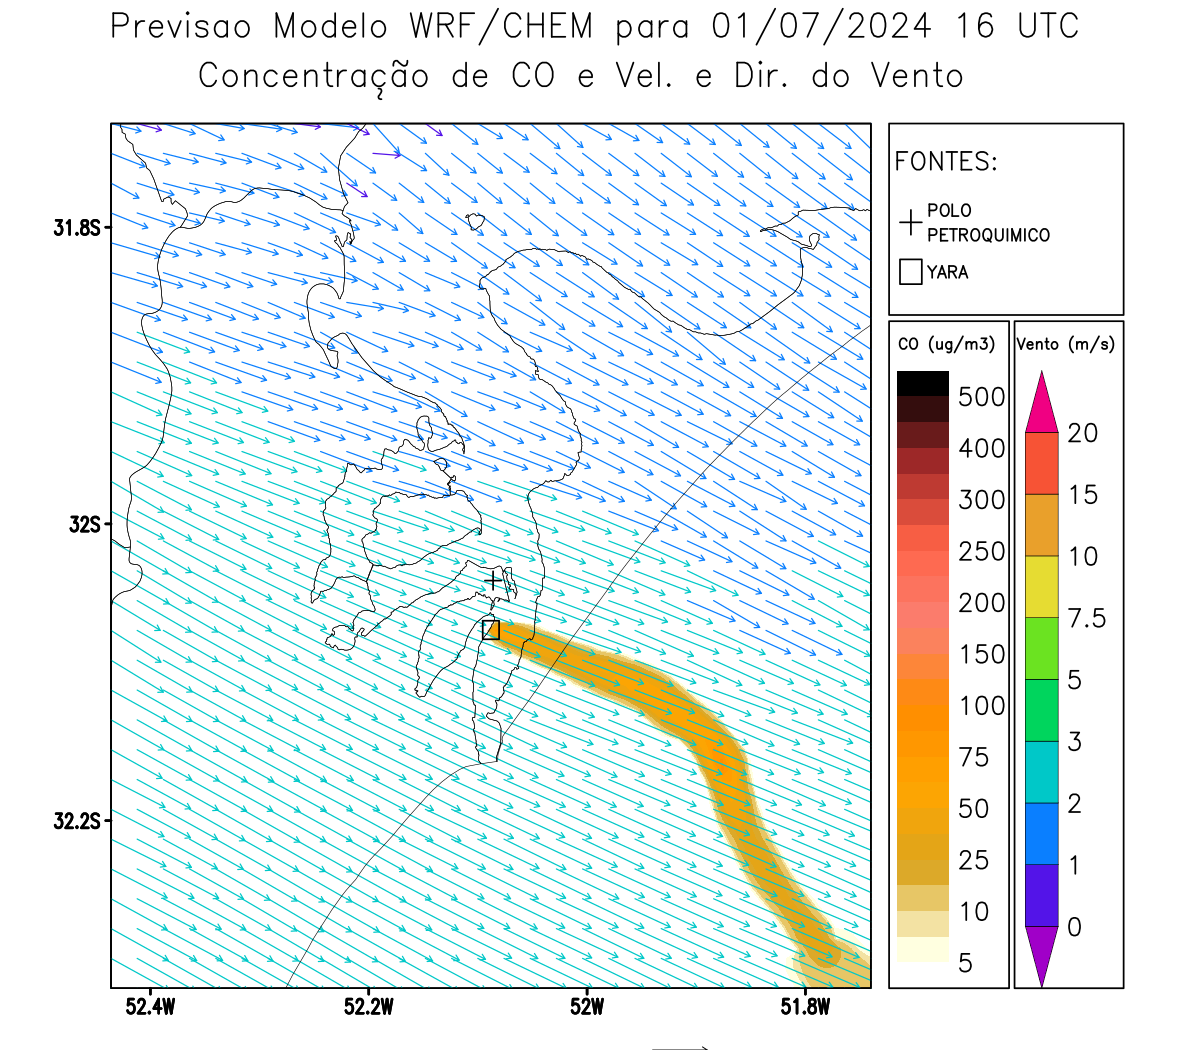 Previsao Modelo WRF/CHEM para 01/07/2024 16 UTC
Concentração de CO e Vel. e Dir. do Vento
FONTES:
POLO
PETROQUIMICO
YARA
CO (ug/m3)
500
400
300
250
200
150
100
75
50
25
10
5
Vento (m/s)
20
15
10
7.5
5
3
2
1
0
31.8S
32S
32.2S
52.4W
52.2W
52W
51.8W